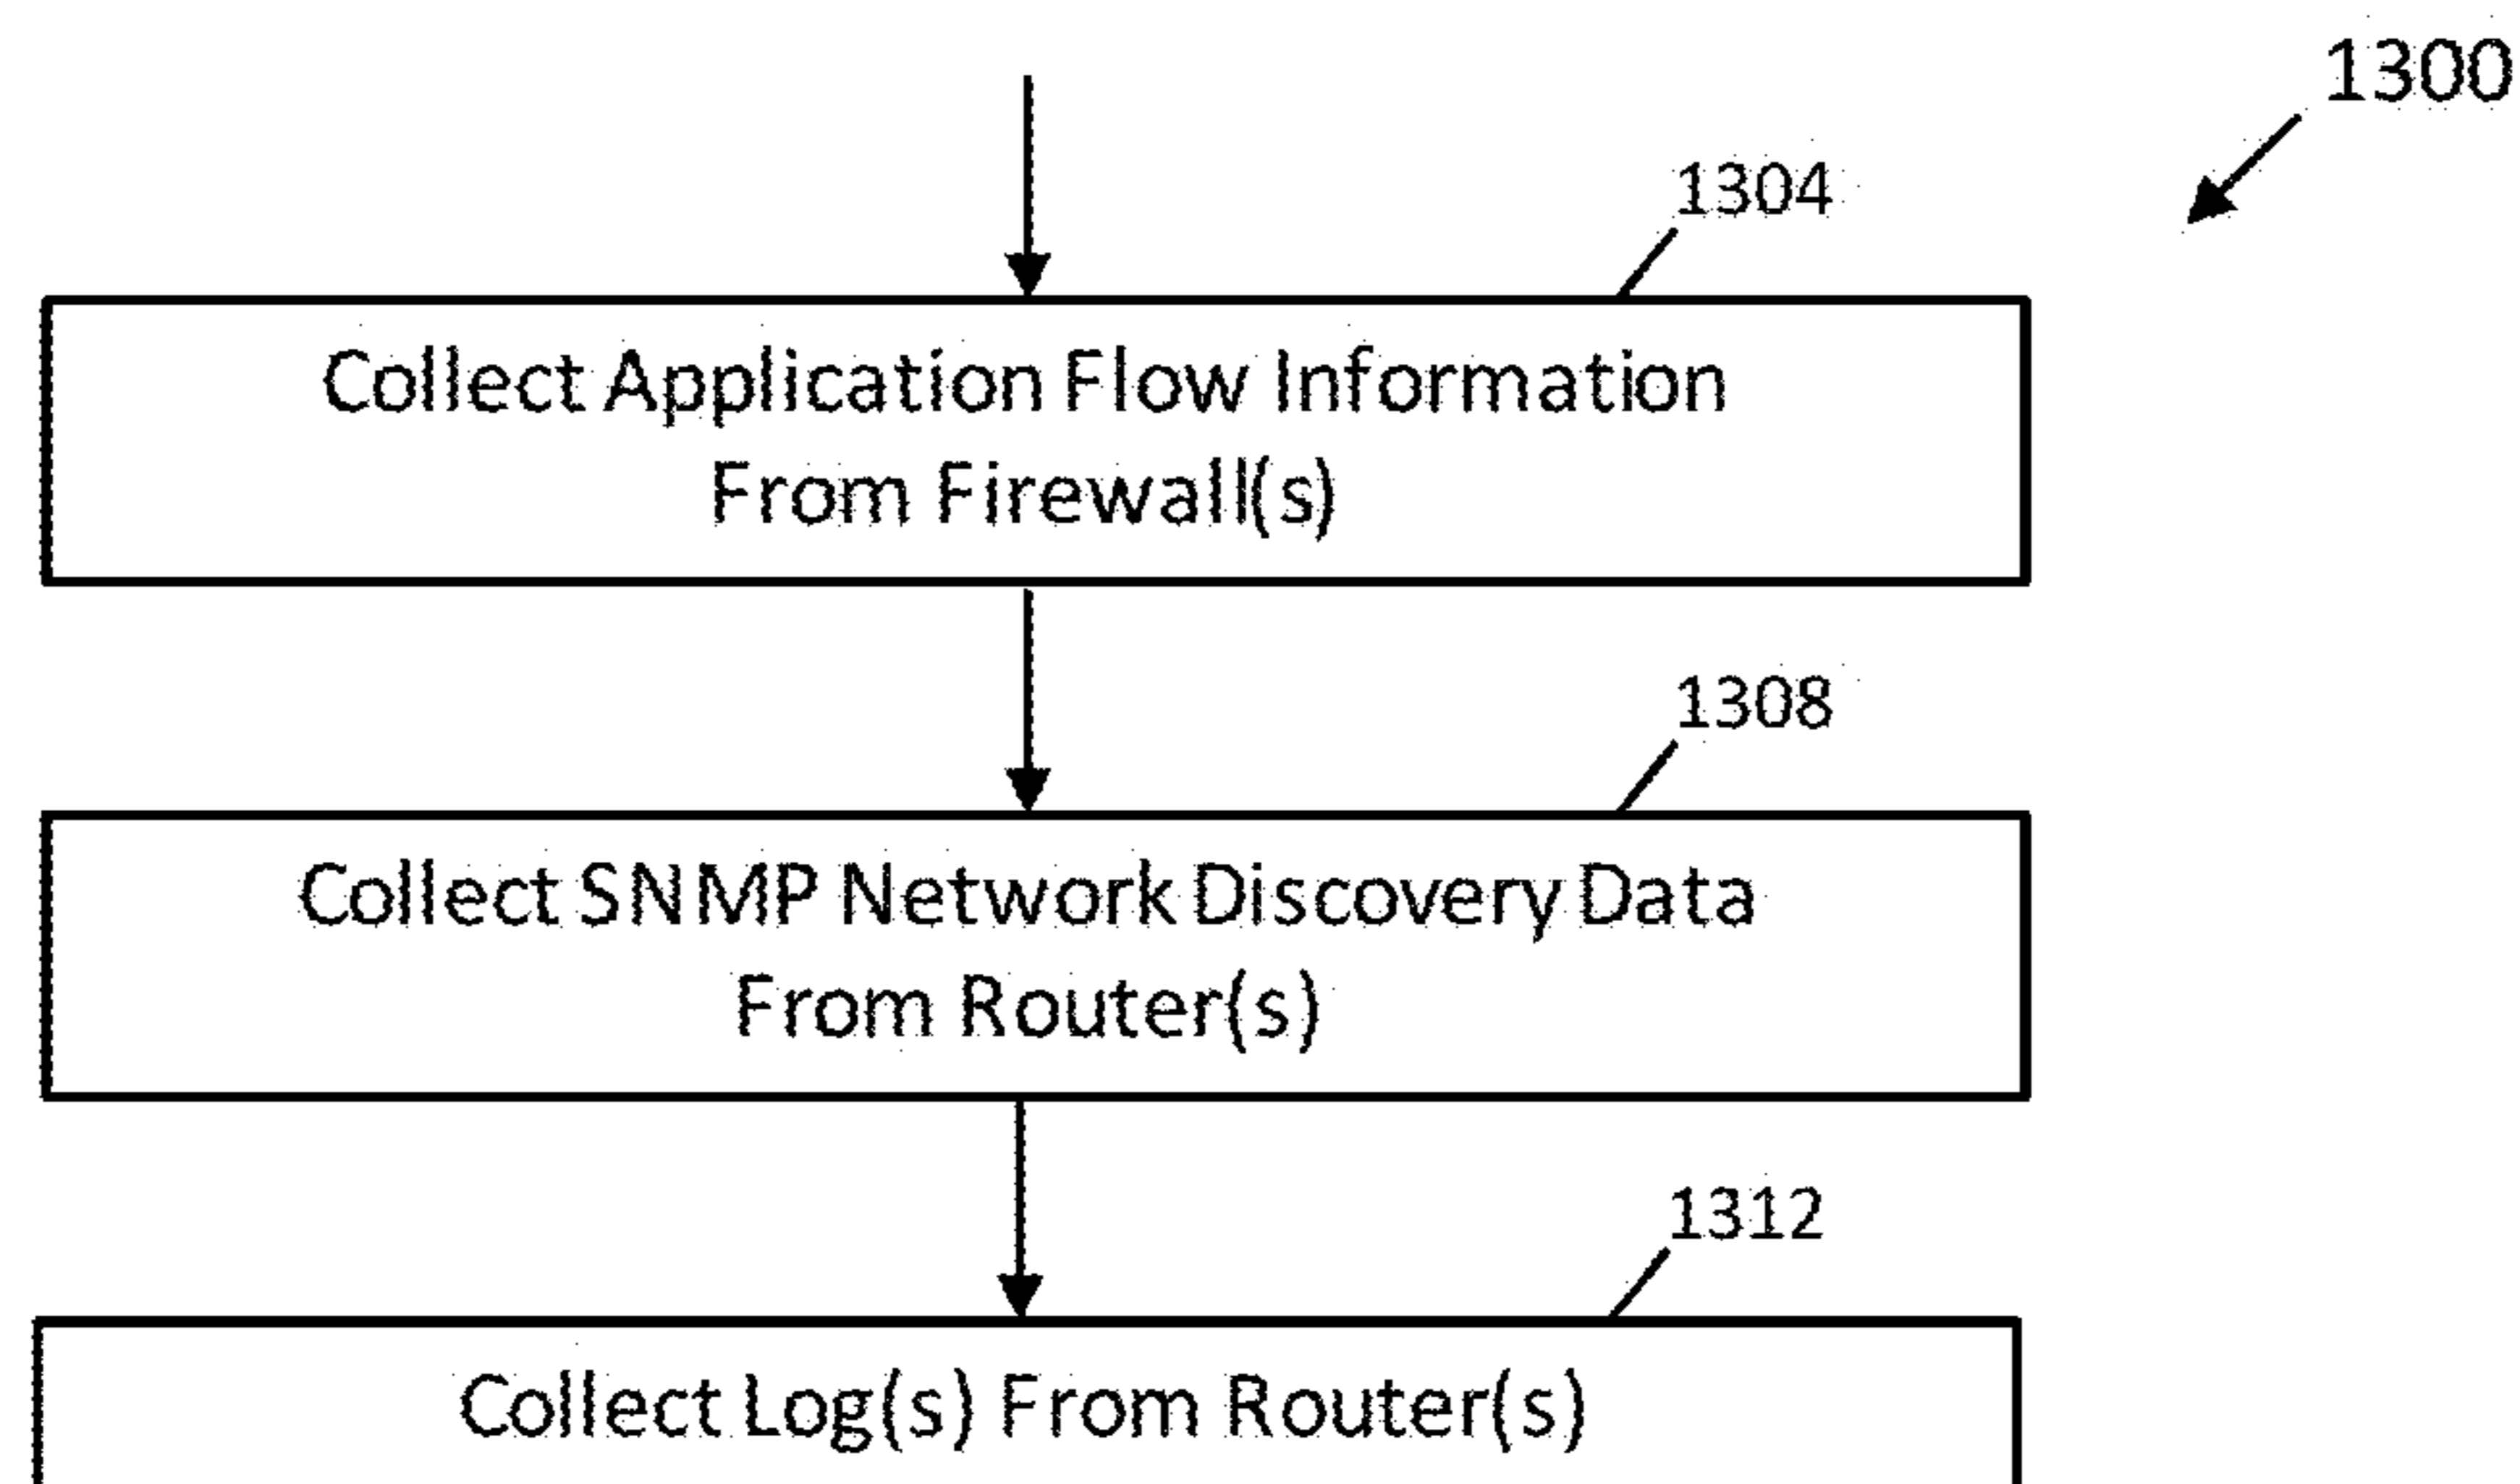 1300
1304
Collect Application Flow Information
From Firewall(s)
1308
Collect SNMP Network Discovery Data
From Router(s)
1312
Collect Log(s) From Router(s)